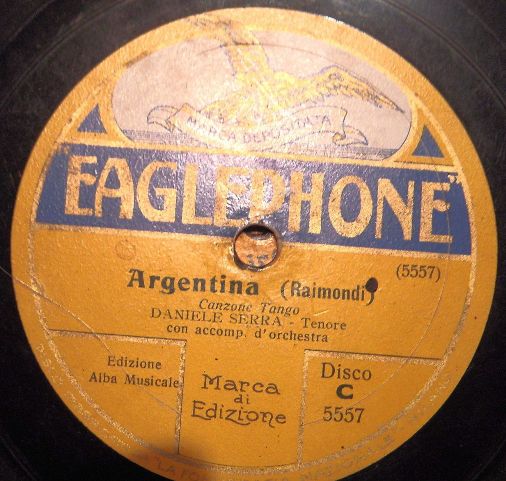 MARCA DEPOSITATA
EAGLEPHONE"
(5557)
Argentina (Raimondi)
Canzone Tango
DANIELE SERRA - Tenore
con accomp. d'orchestra
Edizione
Alba Musicale
Marca
di
Edizione
Disco
C
5557